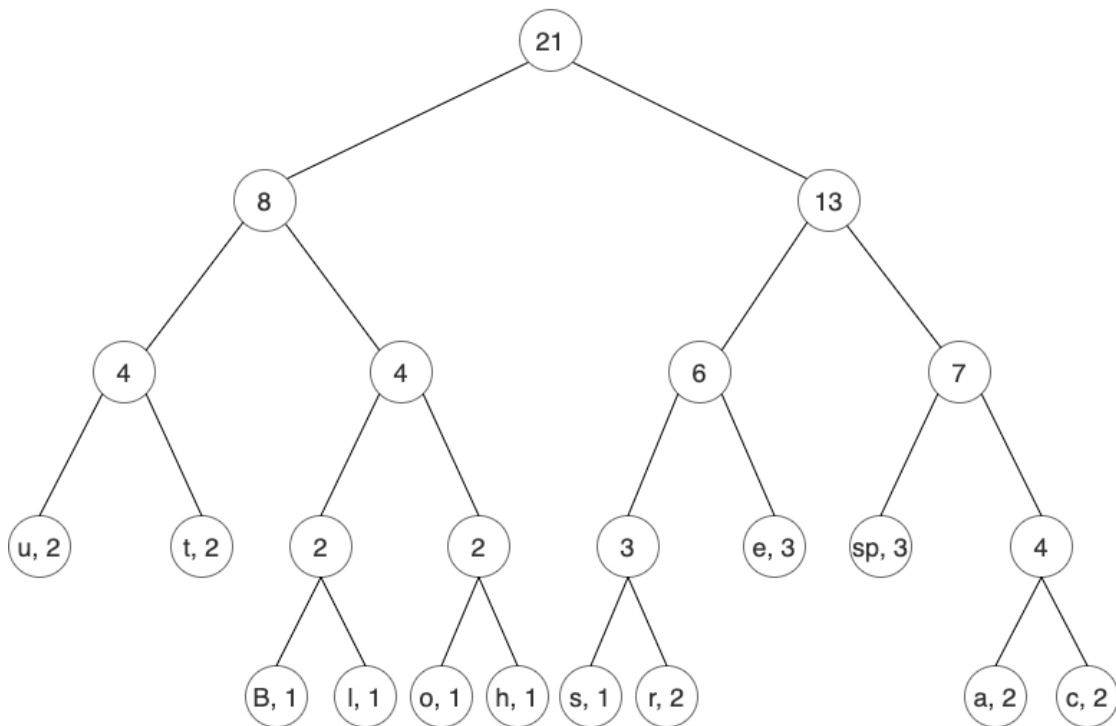 21
8
13
4
4
6
7
u, 2
t, 2
2
2
3
e, 3
sp, 3
4
B, 1
l, 1
o, 1
h, 1
s, 1
r, 2
a, 2
c, 2